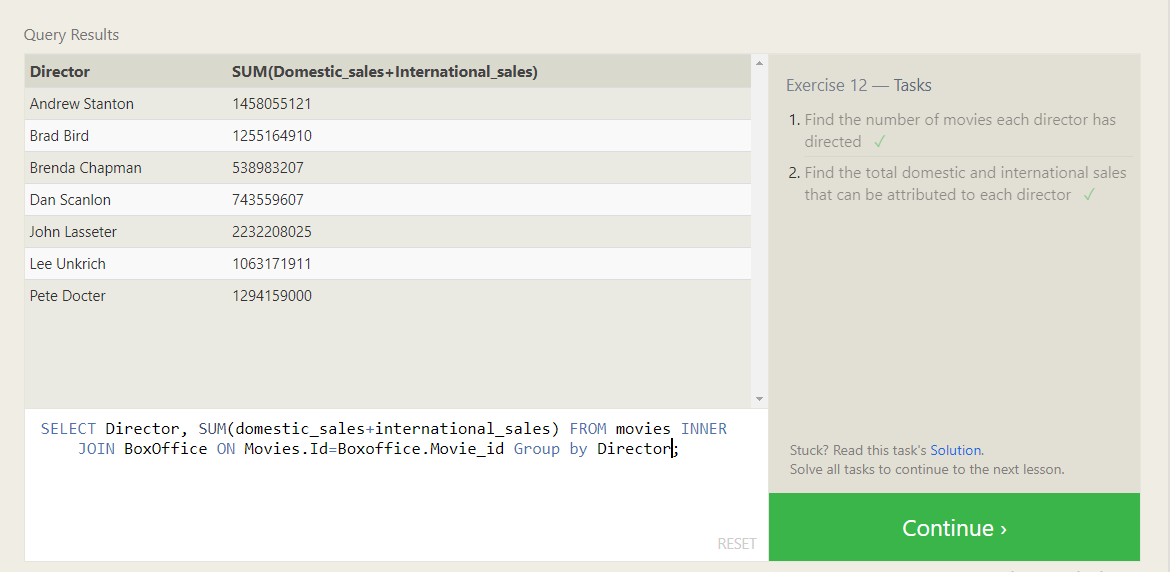 Query Results
Director SUM(Domestic_sales+International_sales)
Andrew Stanton 1458055121
Brad Bird 1255164910
Brenda Chapman 538983207
Dan Scanlon 743559607
John Lasseter 2232208025
Lee Unkrich 1063171911
Pete Docter 1294159000
SELECT Director, SUM(domestic_sales+international_sales) FROM movies INNER
JOIN BoxOffice ON Movies.Id=Boxoffice.Movie_id Group by Director;
RESET
Exercise 12 — Tasks
1. Find the number of movies each director has
directed ✓
2. Find the total domestic and international sales
that can be attributed to each director ✓
Stuck? Read this task's Solution.
Solve all tasks to continue to the next lesson.
Continue ›